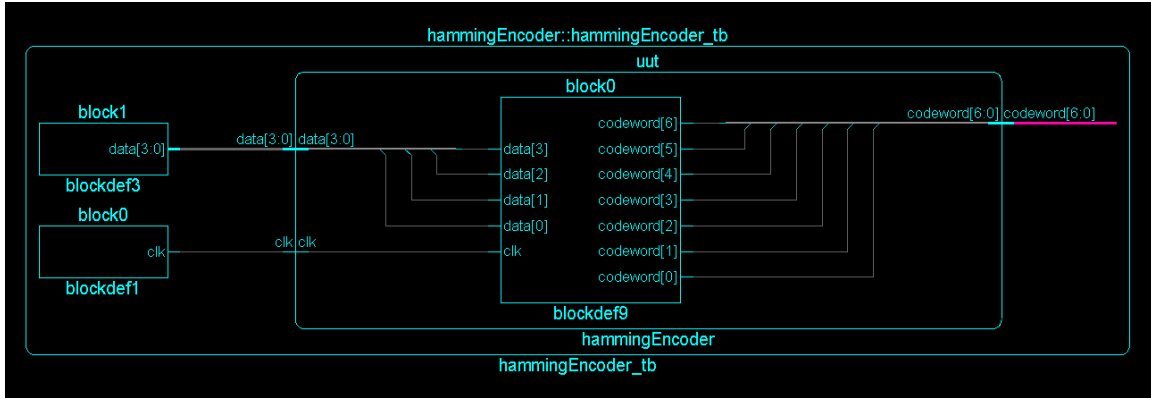 hammingEncoder::hammingEncoder_tb
uut
block0
block1
data[3:0]
blockdef3
data[3:0] data[3:0]
block0
clk
blockdef1
clk clk
data[3]
data[2]
data[1]
data[0]
clk
codeword[6]
codeword[5]
codeword[4]
codeword[3]
codeword[2]
codeword[1]
codeword[0]
blockdef9
codeword[6:0] codeword[6:0]
hammingEncoder
hammingEncoder_tb